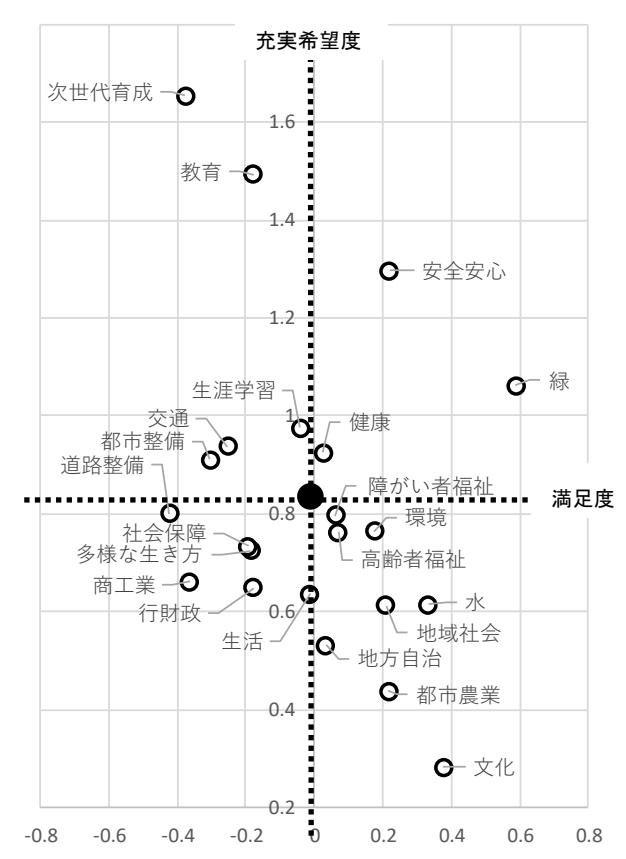 充実希望度
次世代育成
1.6
教育
1.4
安全安心
1.2
緑
生涯学習
1
健康
交通
都市整備
道路整備
障がい者福祉
満足度
0.8
環境
社会保障
多様な生き方
高齢者福祉
商工業
行財政
0.6
水
生活
地域社会
地方自治
都市農業
0.4
文化
0.2
-0.8 -0.6 -0.4 -0.2 0 0.2 0.4 0.6 0.8